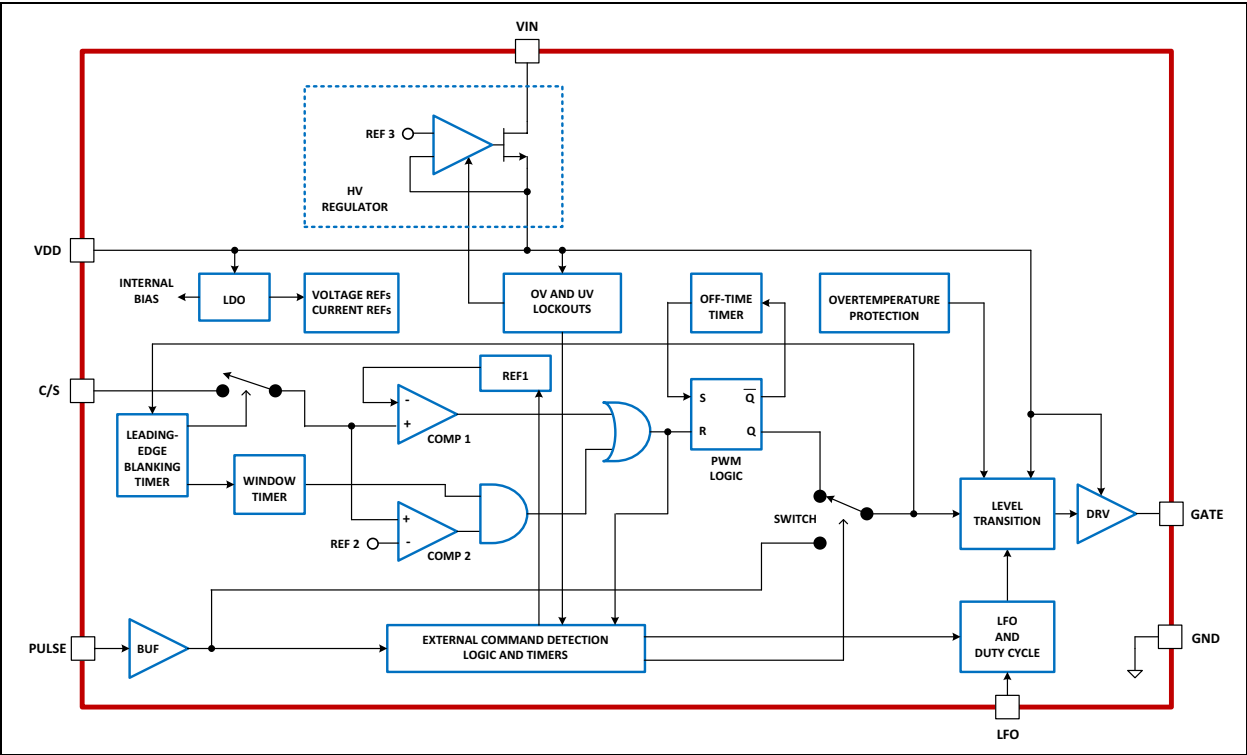 VIN
REF 3
HV
REGULATOR
VDD
INTERNAL
BIAS
LDO
VOLTAGE REFs
CURRENT REFs
OV AND UV
LOCKOUTS
OFF-TIME
TIMER
OVERTEMPERATURE
PROTECTION
C/S
REF1
-
+
COMP 1
S
Q
R
Q
PWM
LOGIC
LEADING-
EDGE
BLANKING
TIMER
WINDOW
TIMER
+
-
REF 2
COMP 2
SWITCH
LEVEL
TRANSITION
DRV
GATE
PULSE
BUF
EXTERNAL COMMAND DETECTION
LOGIC AND TIMERS
LFO
AND
DUTY CYCLE
GND
LFO